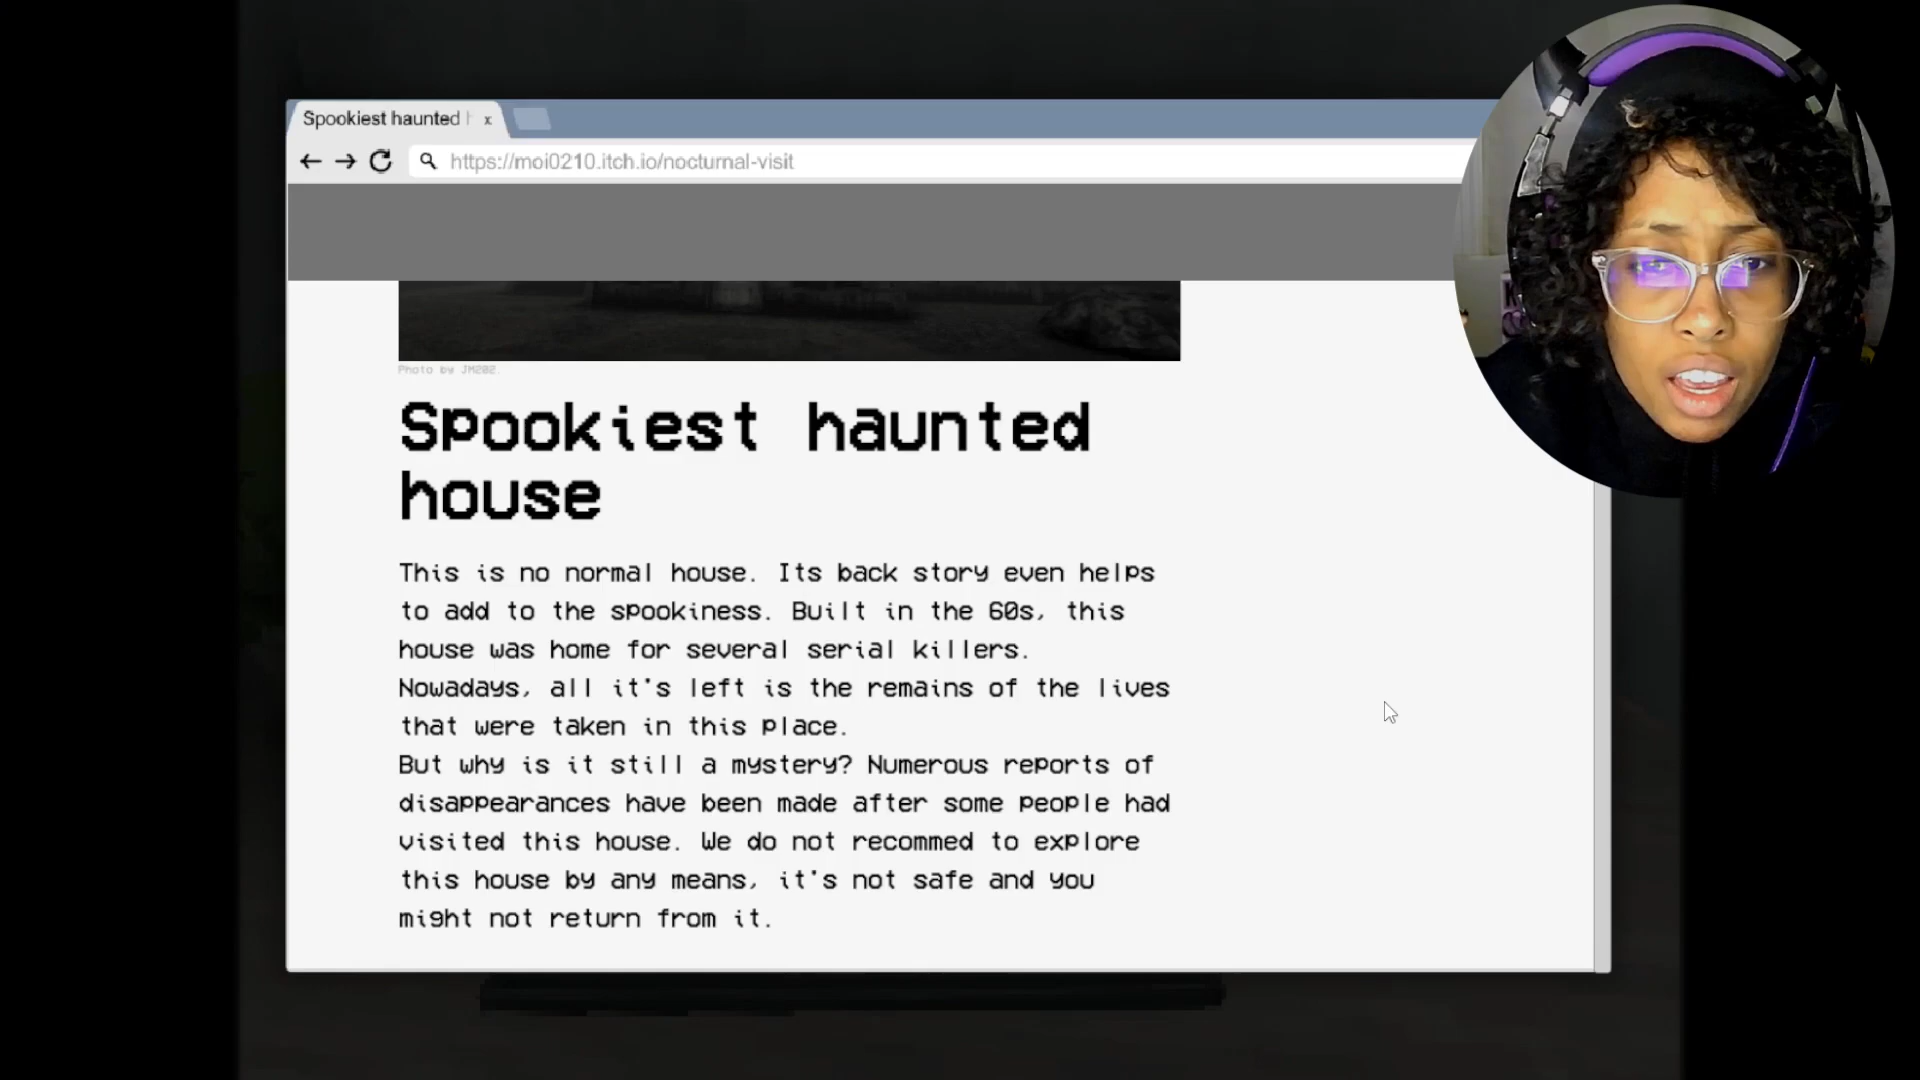 Spookiest haunted
x
https://moi0210.itch.io/nocturnal-visit
Photo by JM202.
Spookiest haunted
house
This is no normal house. Its back story even helps
to add to the spookiness. Built in the 60s, this
house was home for several serial killers.
Nowadays, all it's left is the remains of the lives
that were taken in this place.
But why is it still a mystery? Numerous reports of
disappearances have been made after some people had
visited this house. We do not recommed to explore
this house by any means, it's not safe and you
might not return from it.